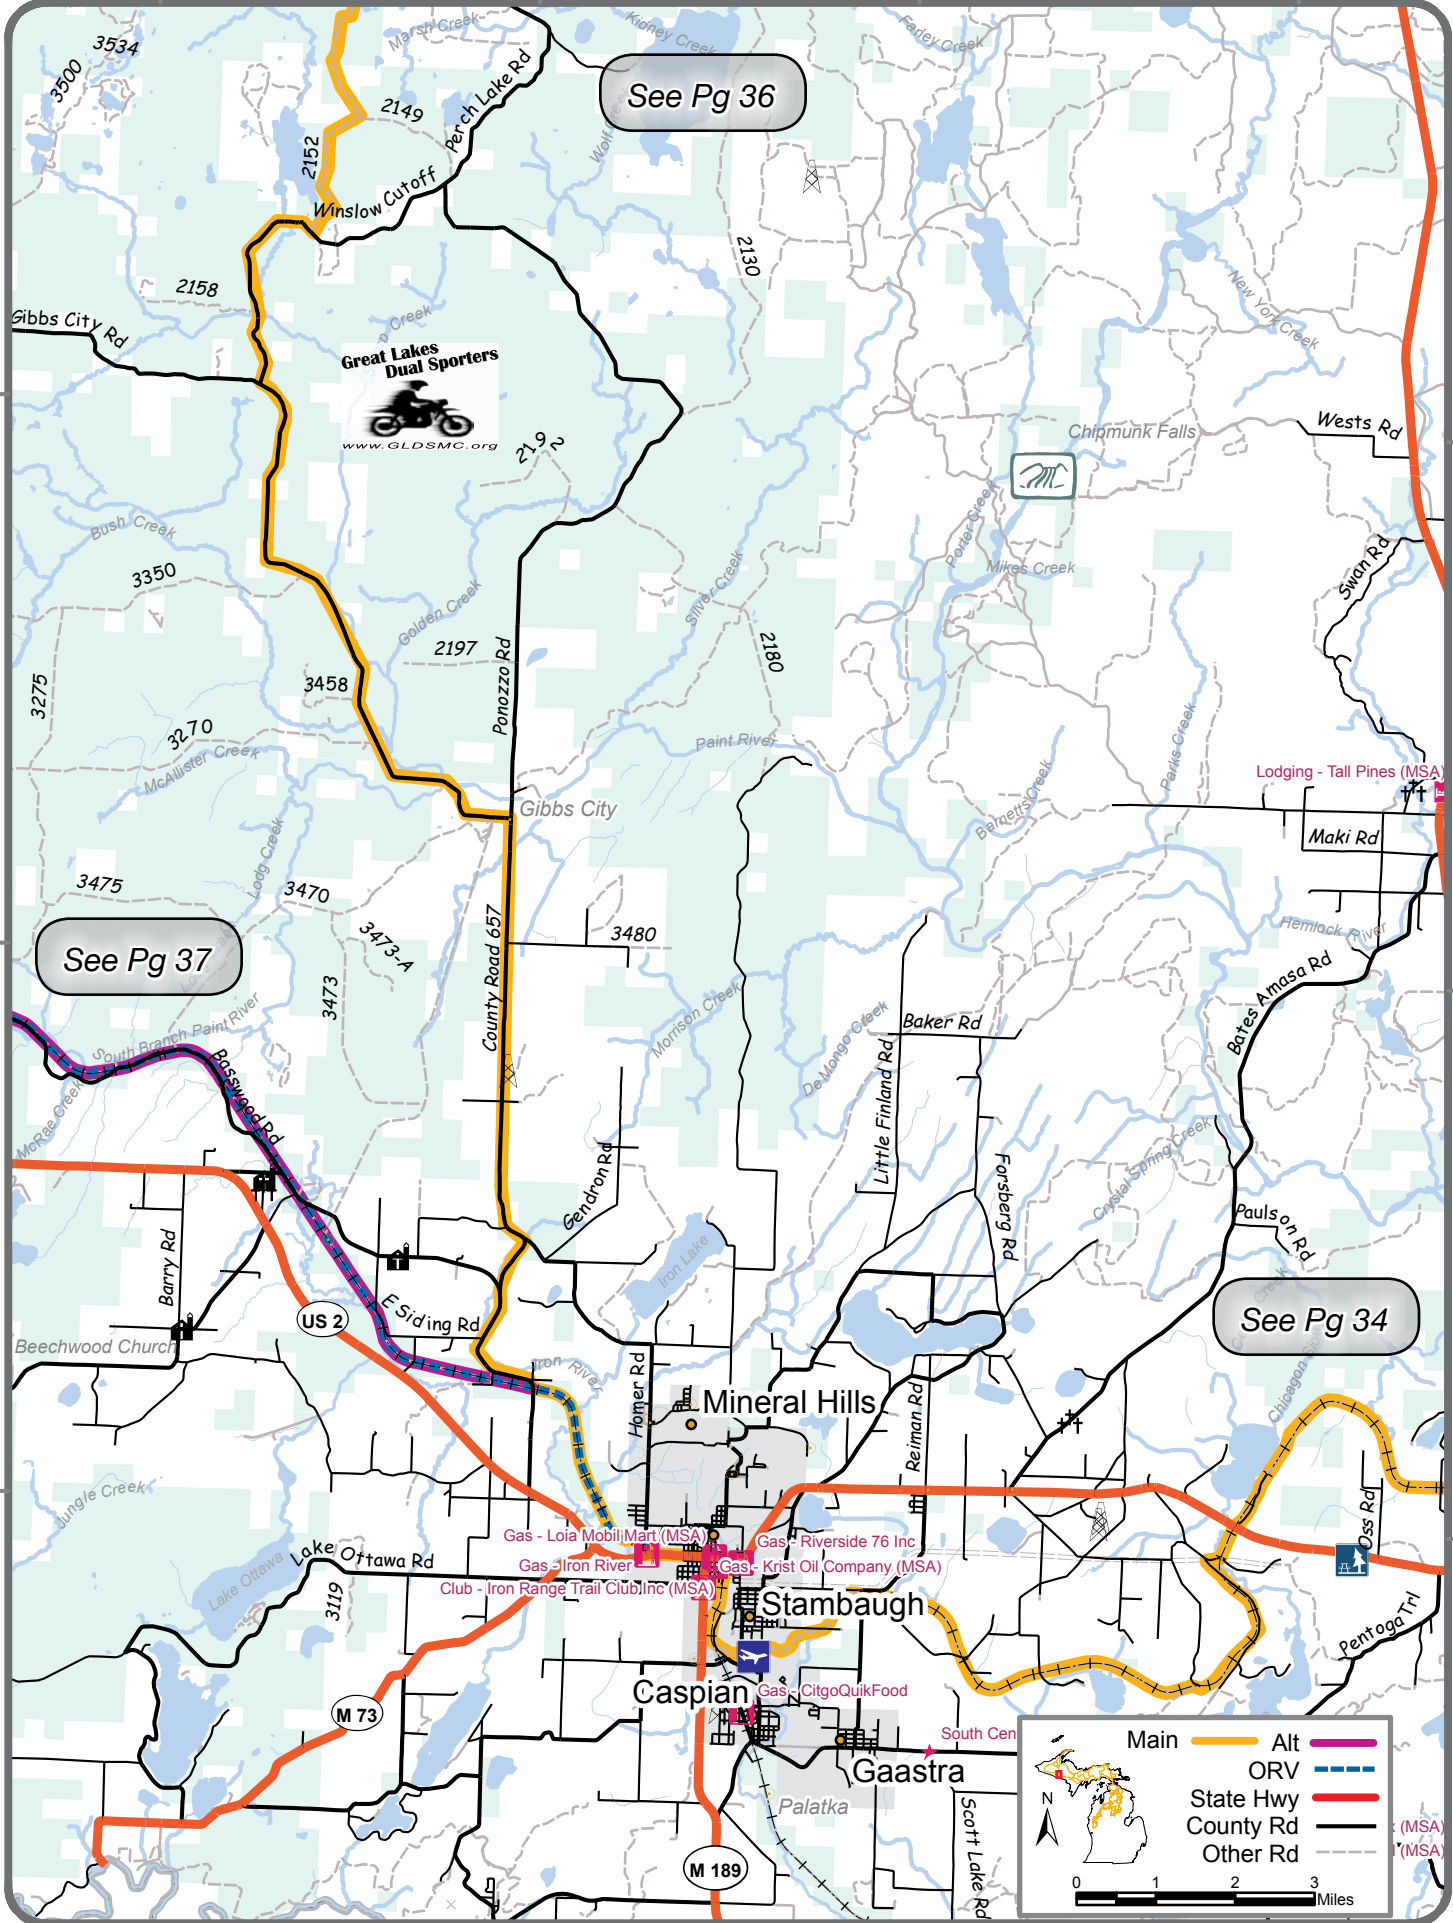 3534
3500
Marsh Creek
Kidney Creek
Farley Creek
See Pg 36
Perch Lake Rd
2149
2152
Winslow Cutoff
2130
2158
New York Creek
Gibbs City Rd
Creek
Great Lakes
Dual Sporters
www.GLDSMC.org
Wests Rd
Chipmunk Falls
21.9
2
Bush Creek
Porter Creek
Swan Rd
3350
Silver Creek
Mikes Creek
Golden Creek
2197
2180
Ponozzo Rd
3458
3275
3270
McAllister Creek
Paint River
Parks Creek
Lodging - Tall Pines (MSA)
Gibbs City
Barnetts Creek
Maki Rd
Lodg Creek
3475
3470
County Road 657
3480
Hemlock River
3473-A
See Pg 37
Bates Amasa Rd
3473
Morrison Creek
South Branch Paint River
Baker Rd
De Mongo Creek
Little Finland Rd
Basswood Rd
McRae Creek
Crystal Spring Creek
Gendron Rd
Forsberg Rd
Paulson Rd
Barry Rd
Iron Lake
Creek
US 2
E Siding Rd
See Pg 34
Beechwood Church
Iron River
Homer Rd
Mineral Hills
Reiman Rd
Jungle Creek
Oss Rd
Gas - Loia Mobil Mart (MSA)
Gas - Riverside 76 Inc
Lake Ottawa Rd
Gas - Iron River
Gas - Krist Oil Company (MSA)
Lake Ottawa
Club - Iron Range Trail Club Inc (MSA)
3119
Stambaugh
Pentoga Trl
Caspian
Gas - CitgoQuikFood
M 73
South Cen
Gaastra
Palatka
Scott Lake Rd
M 189
Main
Alt
ORV
State Hwy
County Rd
Other Rd
N
0 1 2 3
Miles
(MSA)
(MSA)